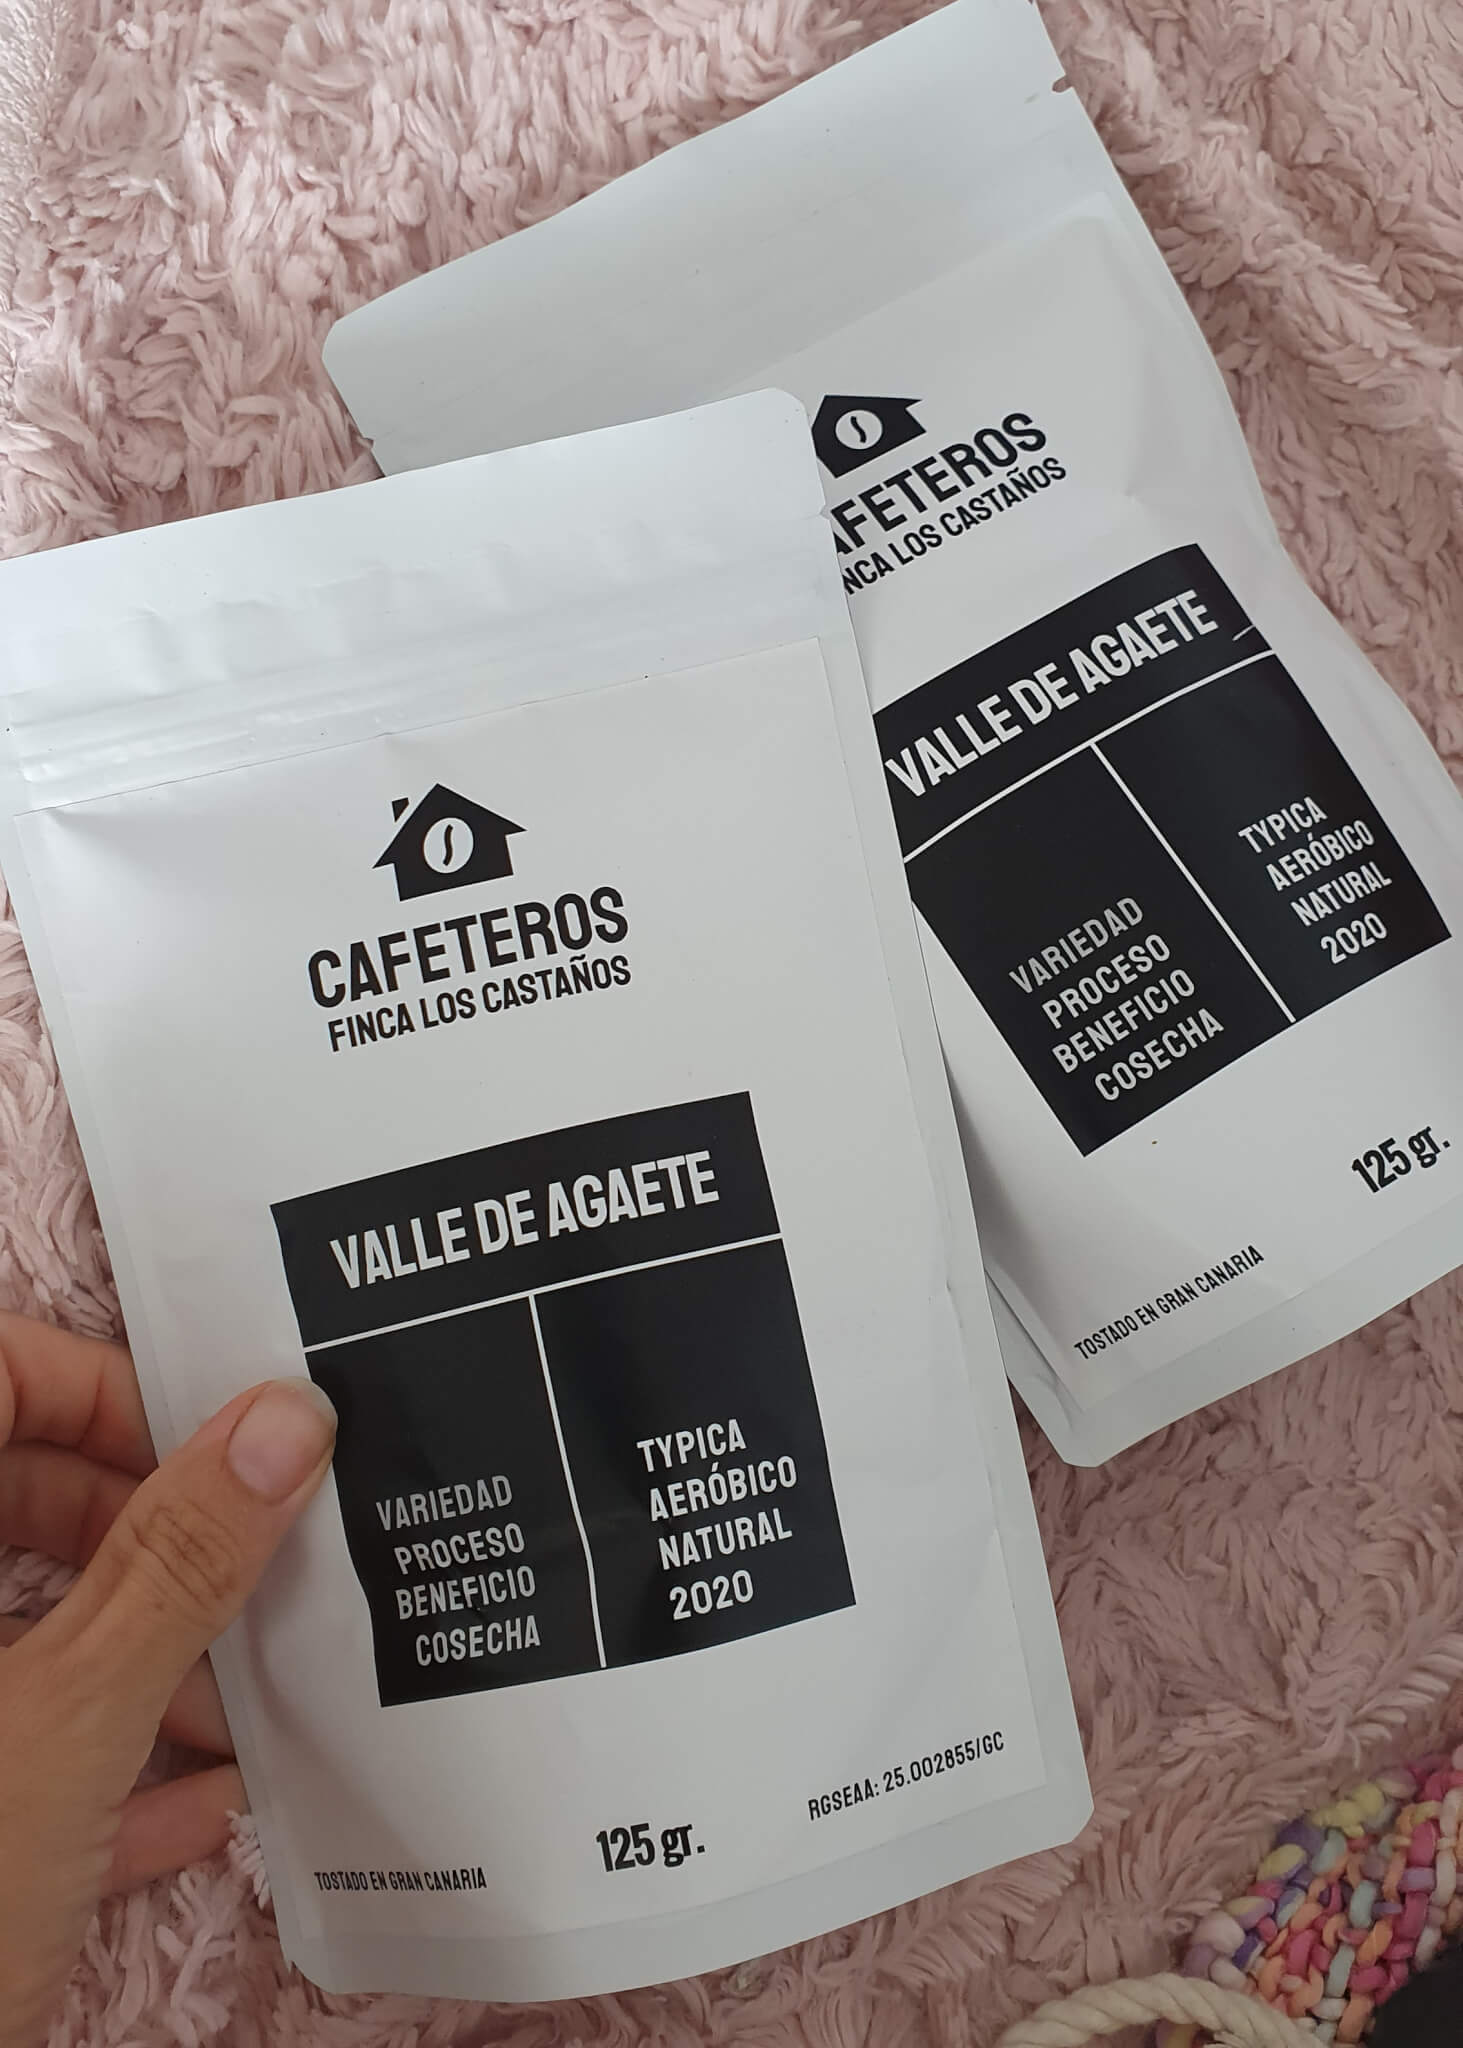 CAFETEROS
FINCA LOS CASTAÑOS
VALLE DE AGAETE
VARIEDAD TYPICA
PROCESO AERÓBICO
BENEFICIO NATURAL
COSECHA 2020
TOSTADO EN GRAN CANARIA
125 gr.
RGSEAA: 25.002855/GC
AFETEROS
NCA LOS CASTAÑOS
VALLE DE AGAETE
VARIEDAD TYPICA
PROCESO AERÓBICO
BENEFICIO NATURAL
COSECHA 2020
TOSTADO EN GRAN CANARIA
125 gr.